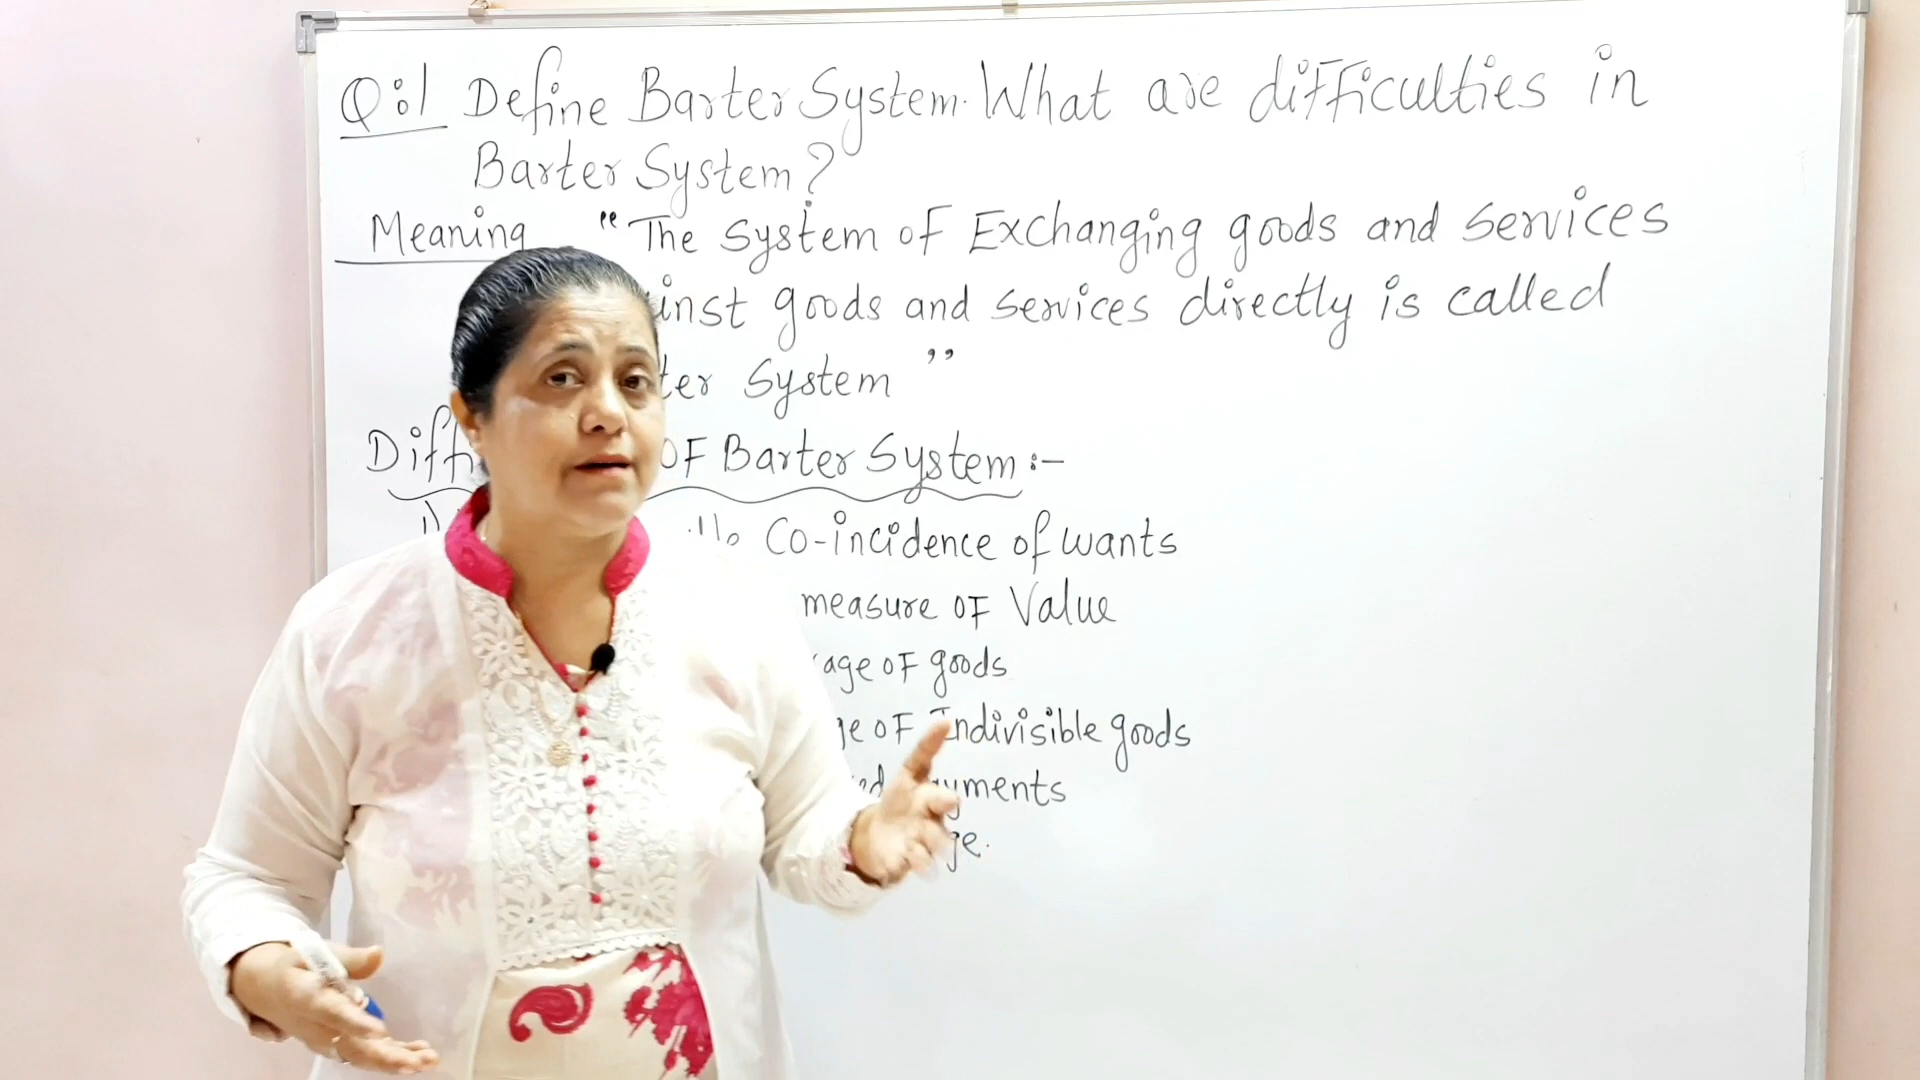 Q:1 Define Barter System. What are difficulties in
Barter System?
Meaning "The System of Exchanging goods and services
goods and services directly is called
System"
OF Barter System :-
Co-incidence of wants
measure of Value
of goods
of Indivisible goods